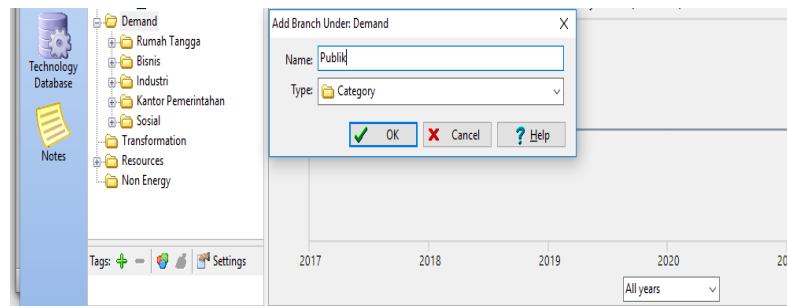 Technology
Database
Notes
Demand
Rumah Tangga
Bisnis
Industri
Kantor Pemerintahan
Sosial
Transformation
Resources
Non Energy
Tags:
Settings
Add Branch Under: Demand
Name: Publik
Type: Category
OK
Cancel
? Help
2017
2018
2019
2020
20
All years